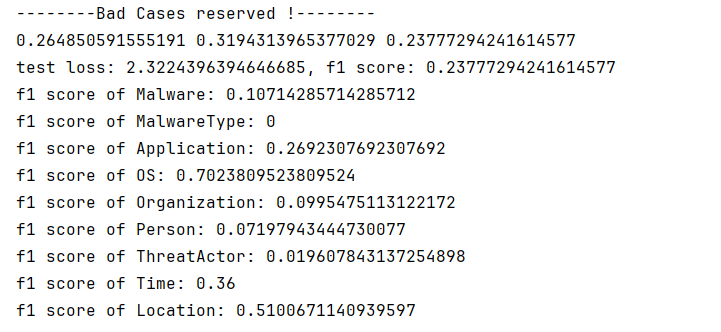 --------Bad Cases reserved !--------
0.264850591555191 0.3194313965377029 0.23777294241614577
test loss: 2.3224396394646685, f1 score: 0.23777294241614577
f1 score of Malware: 0.10714285714285712
f1 score of MalwareType: 0
f1 score of Application: 0.2692307692307692
f1 score of OS: 0.7023809523809524
f1 score of Organization: 0.0995475113122172
f1 score of Person: 0.07197943444730077
f1 score of ThreatActor: 0.019607843137254898
f1 score of Time: 0.36
f1 score of Location: 0.5100671140939597